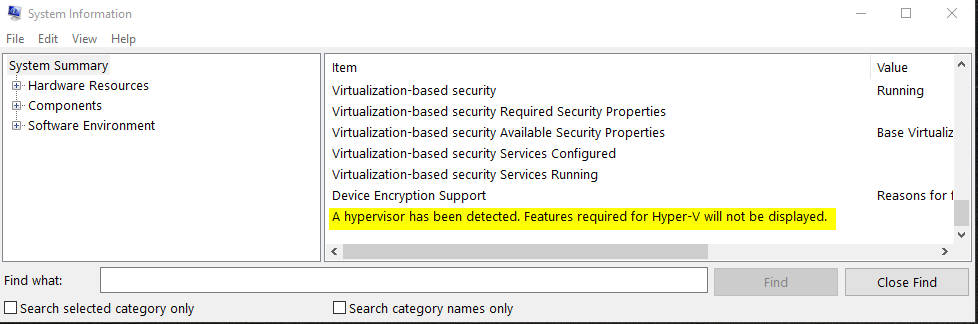 System Information
File Edit View Help
System Summary
Hardware Resources
Components
Software Environment
Item Value
Virtualization-based security Running
Virtualization-based security Required Security Properties
Virtualization-based security Available Security Properties Base Virtualiz
Virtualization-based security Services Configured
Virtualization-based security Services Running
Device Encryption Support Reasons for f
A hypervisor has been detected. Features required for Hyper-V will not be displayed.
Find what: Find Close Find
Search selected category only Search category names only